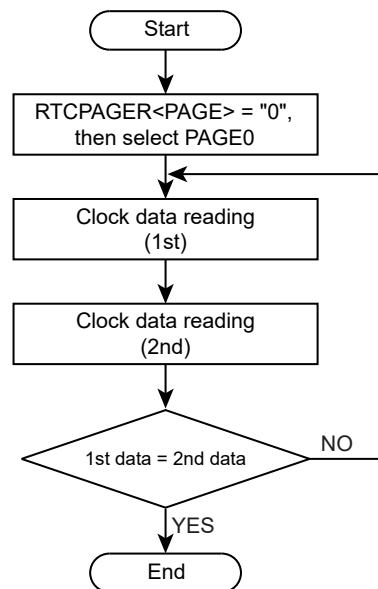 Start
RTCPAGER<PAGE> = "0",
then select PAGE0
Clock data reading
(1st)
Clock data reading
(2nd)
1st data = 2nd data
NO
YES
End